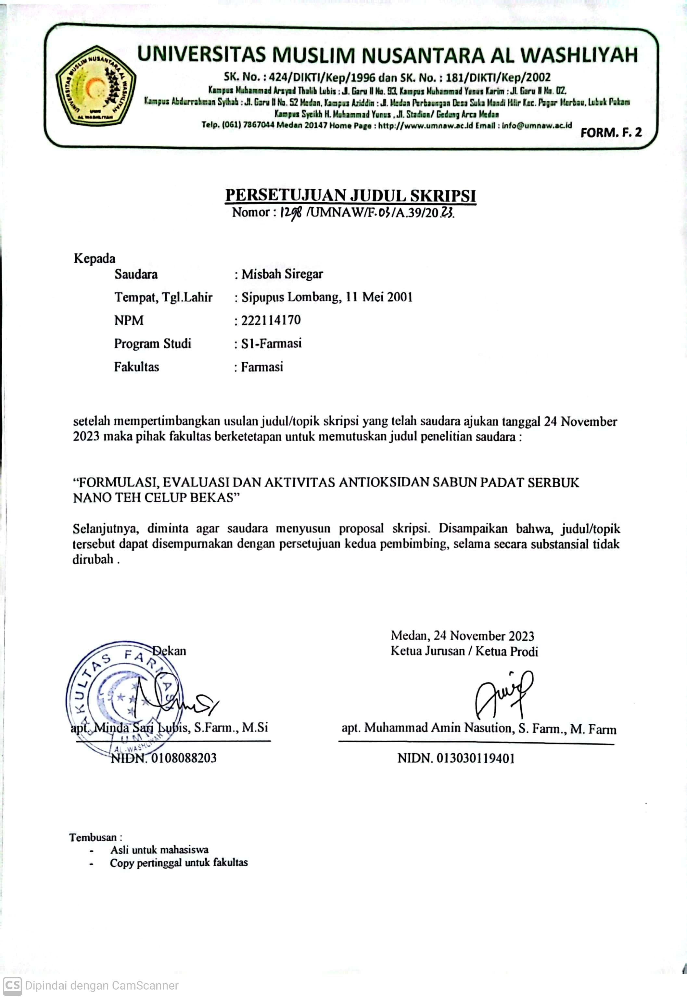 UNIVERSITAS MUSLIM NUSANTARA AL WASHLIYAH
SK. No. : 424/DIKTI/Kep/1996 dan SK. No. : 181/DIKTI/Kep/2002
Kampus Muhammad Arsyad Thalib Lubis : Jl. Garu II No. 93, Kampus Muhammad Yunus Karim : Jl. Garu II No. 02,
Kampus Abdurrahman Syihab : Jl. Garu II No. 52 Medan, Kampus Aziddin : Jl. Medan Perbaungan Desa Suka Mandi Hilir Kec. Pagar Merbau, Lubuk Pakam
Kampus Syeikh H. Muhammad Yunus , Jl. Stadion/ Gedung Arca Medan
Telp. (061) 7867044 Medan 20147 Home Page : http://www.umnaw.ac.id Email : info@umnaw.ac.id
FORM. F. 2
UNIVERSITAS MUSLIM NUSANTARA AL WASHLIYAH
UMN
AL WASHLIYAH
PERSETUJUAN JUDUL SKRIPSI
Nomor : 1298 /UMNAW/F.03/A.39/2023.
Kepada
Saudara : Misbah Siregar
Tempat, Tgl.Lahir : Sipupus Lombang, 11 Mei 2001
NPM : 222114170
Program Studi : S1-Farmasi
Fakultas : Farmasi
setelah mempertimbangkan usulan judul/topik skripsi yang telah saudara ajukan tanggal 24 November
2023 maka pihak fakultas berketetapan untuk memutuskan judul penelitian saudara :
“FORMULASI, EVALUASI DAN AKTIVITAS ANTIOKSIDAN SABUN PADAT SERBUK
NANO TEH CELUP BEKAS”
Selanjutnya, diminta agar saudara menyusun proposal skripsi. Disampaikan bahwa, judul/topik
tersebut dapat disempurnakan dengan persetujuan kedua pembimbing, selama secara substansial tidak
dirubah .
Medan, 24 November 2023
Dekan
Ketua Jurusan / Ketua Prodi
FAKULTAS FARMASI
UMN
AL-WASHLIYAH
apt. Minda Sari Lubis, S.Farm., M.Si
apt. Muhammad Amin Nasution, S. Farm., M. Farm
NIDN. 0108088203
NIDN. 013030119401
Tembusan :
- Asli untuk mahasiswa
- Copy pertinggal untuk fakultas
CS Dipindai dengan CamScanner